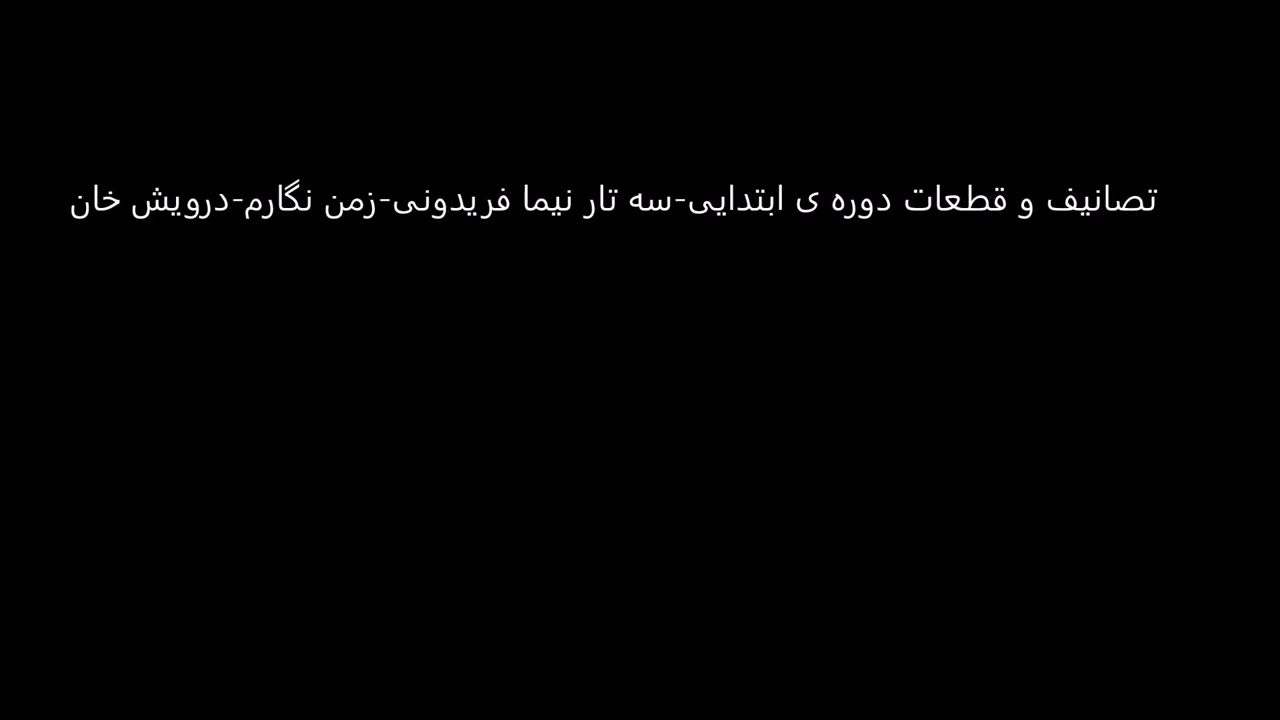 تصانیف و قطعات دوره ی ابتدایی-سه تار نیما فریدونی-زمن نگارم-درویش خان